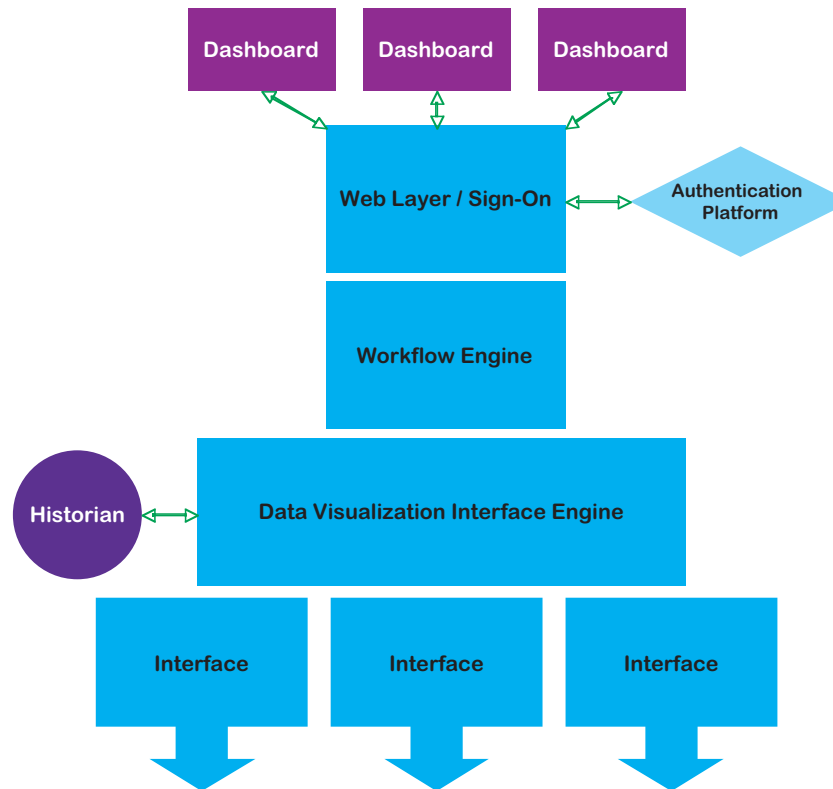 Dashboard
Dashboard
Dashboard
Web Layer / Sign-On
Authentication
Platform
Workflow Engine
Historian
Data Visualization Interface Engine
Interface
Interface
Interface